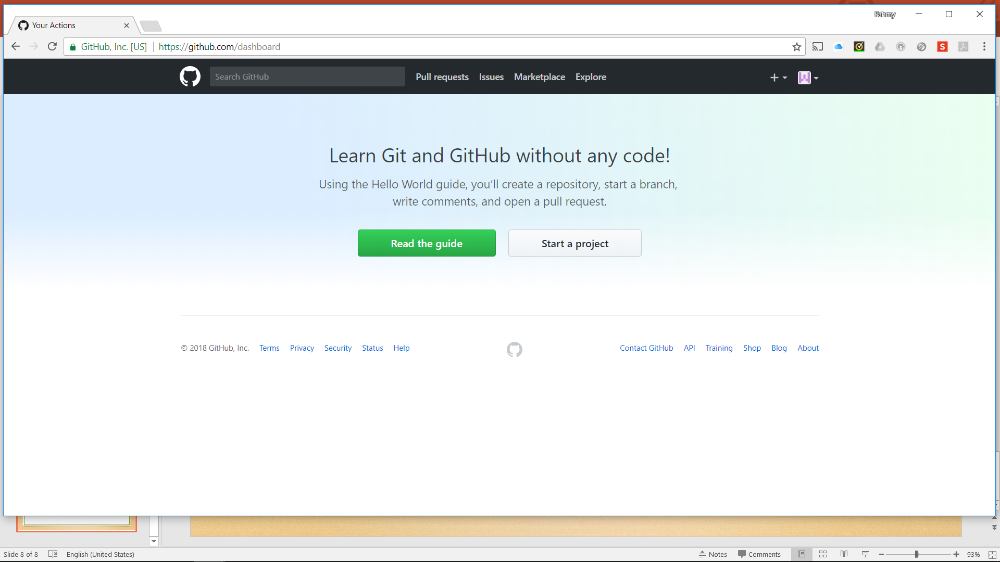 Fahmy
Your Actions
GitHub, Inc. [US] https://github.com/dashboard
Search GitHub Pull requests Issues Marketplace Explore
Learn Git and GitHub without any code!
Using the Hello World guide, you’ll create a repository, start a branch,
write comments, and open a pull request.
Read the guide Start a project
© 2018 GitHub, Inc. Terms Privacy Security Status Help Contact GitHub API Training Shop Blog About
Slide 8 of 8 English (United States) Notes Comments 93%